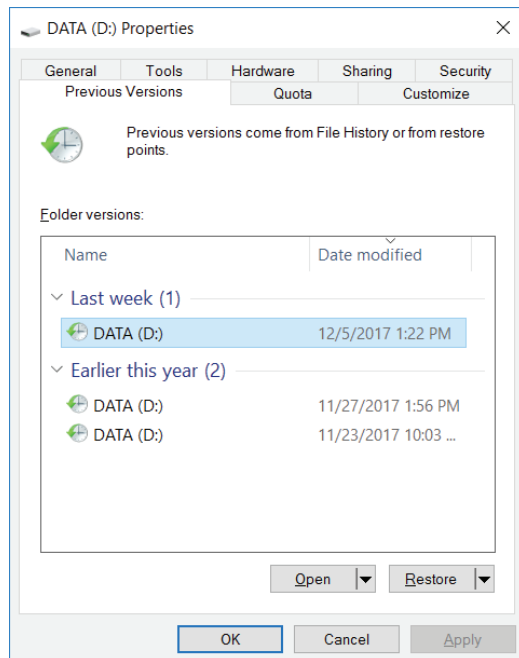 DATA (D:) Properties
General Tools Hardware Sharing Security
Previous Versions Quota Customize
Previous versions come from File History or from restore
points.
Folder versions:
Name Date modified
Last week (1)
DATA (D:) 12/5/2017 1:22 PM
Earlier this year (2)
DATA (D:) 11/27/2017 1:56 PM
DATA (D:) 11/23/2017 10:03 ...
Open Restore
OK Cancel Apply